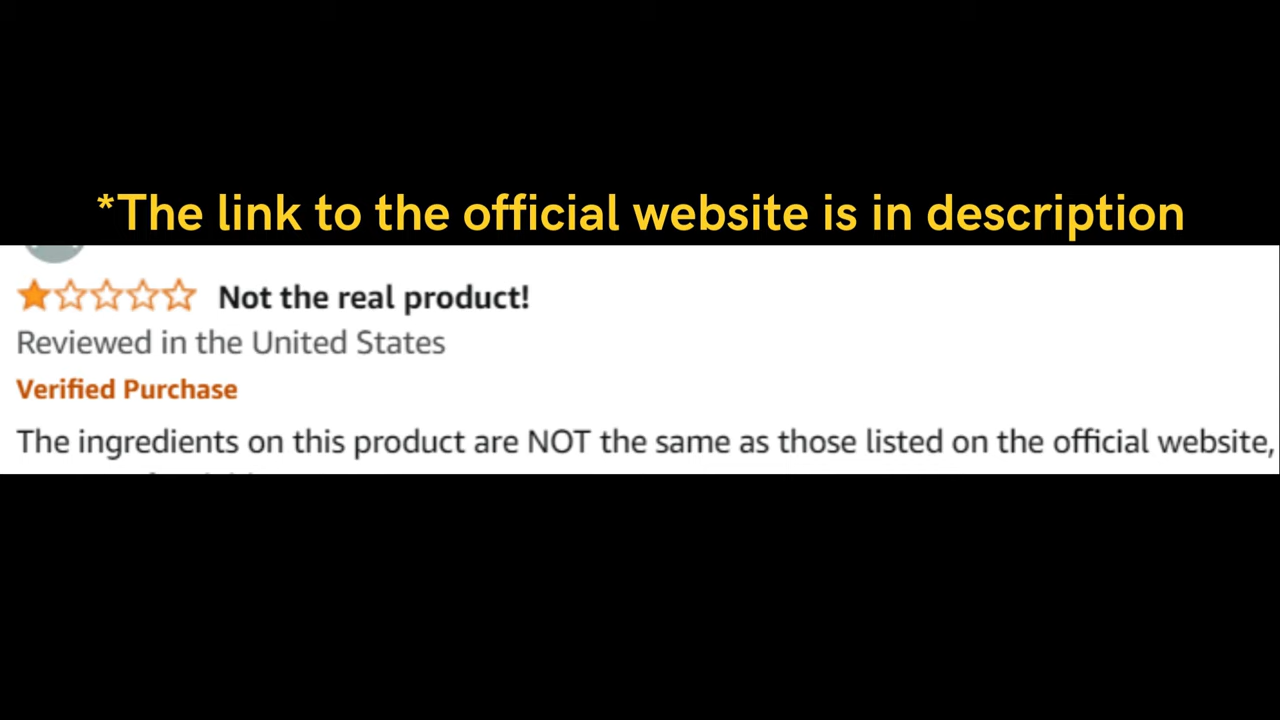 *The link to the official website is in description
Not the real product!
Reviewed in the United States
Verified Purchase
The ingredients on this product are NOT the same as those listed on the official website,